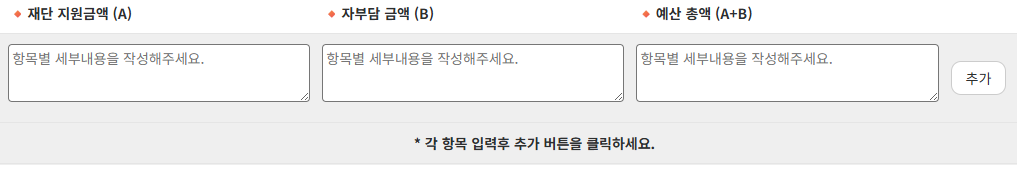 재단 지원금액 (A) 자부담 금액 (B) 예산 총액 (A+B)
항목별 세부내용을 작성해주세요. 항목별 세부내용을 작성해주세요. 항목별 세부내용을 작성해주세요.
추가
* 각 항목 입력후 추가 버튼을 클릭하세요.